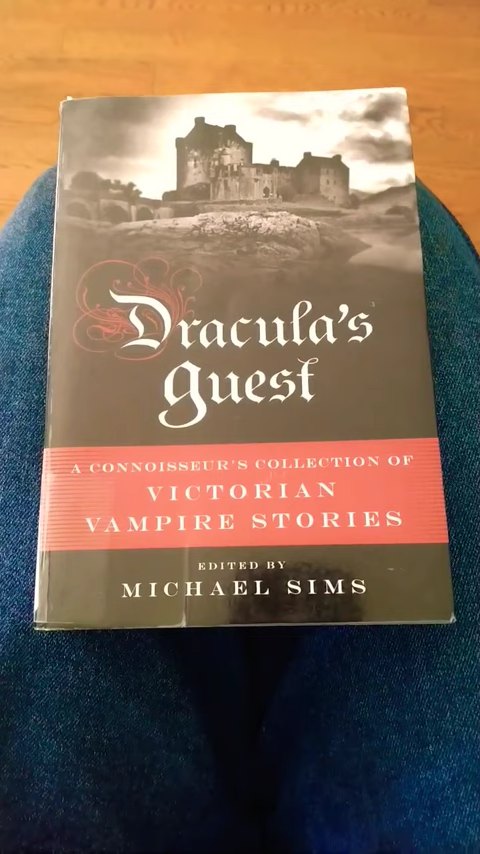 Dracula's
Guest
A CONNOISSEUR'S COLLECTION OF
VICTORIAN
VAMPIRE STORIES
EDITED BY
MICHAEL SIMS